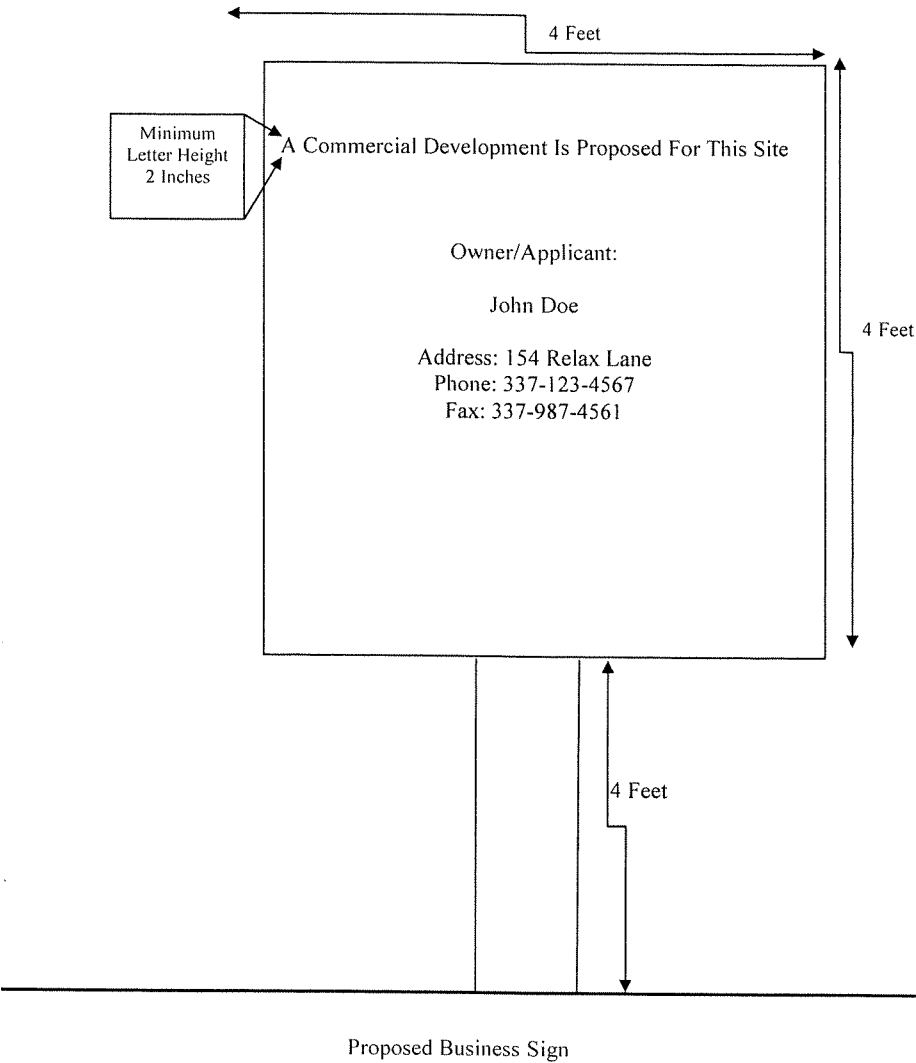 4 Feet
Minimum
Letter Height
2 Inches
A Commercial Development Is Proposed For This Site
Owner/Applicant:
John Doe
4 Feet
Address: 154 Relax Lane
Phone: 337-123-4567
Fax: 337-987-4561
4 Feet
Proposed Business Sign